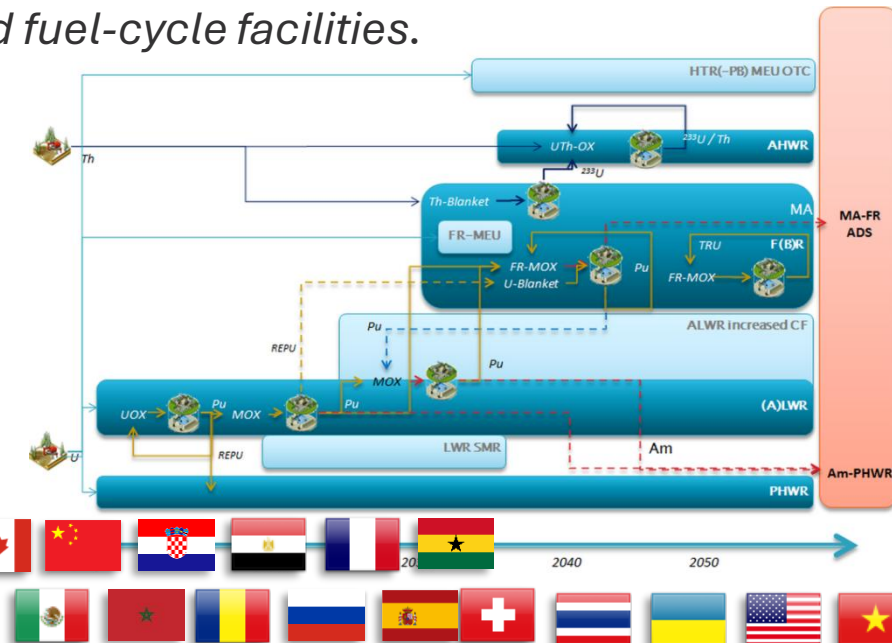 d fuel-cycle facilities.
HTR(-PB) MEU OTC
Th
UTh-OX
²³³U / Th
AHWR
²³³U
Th-Blanket
MA
MA-FR
ADS
FR-MEU
TRU
F(B)R
FR-MOX
Pu
FR-MOX
U-Blanket
Pu
ALWR increased CF
REPU
Pu
MOX
UOX
Pu
MOX
Pu
(A)LWR
REPU
LWR SMR
Am
U
Am-PHWR
PHWR
2040
2050